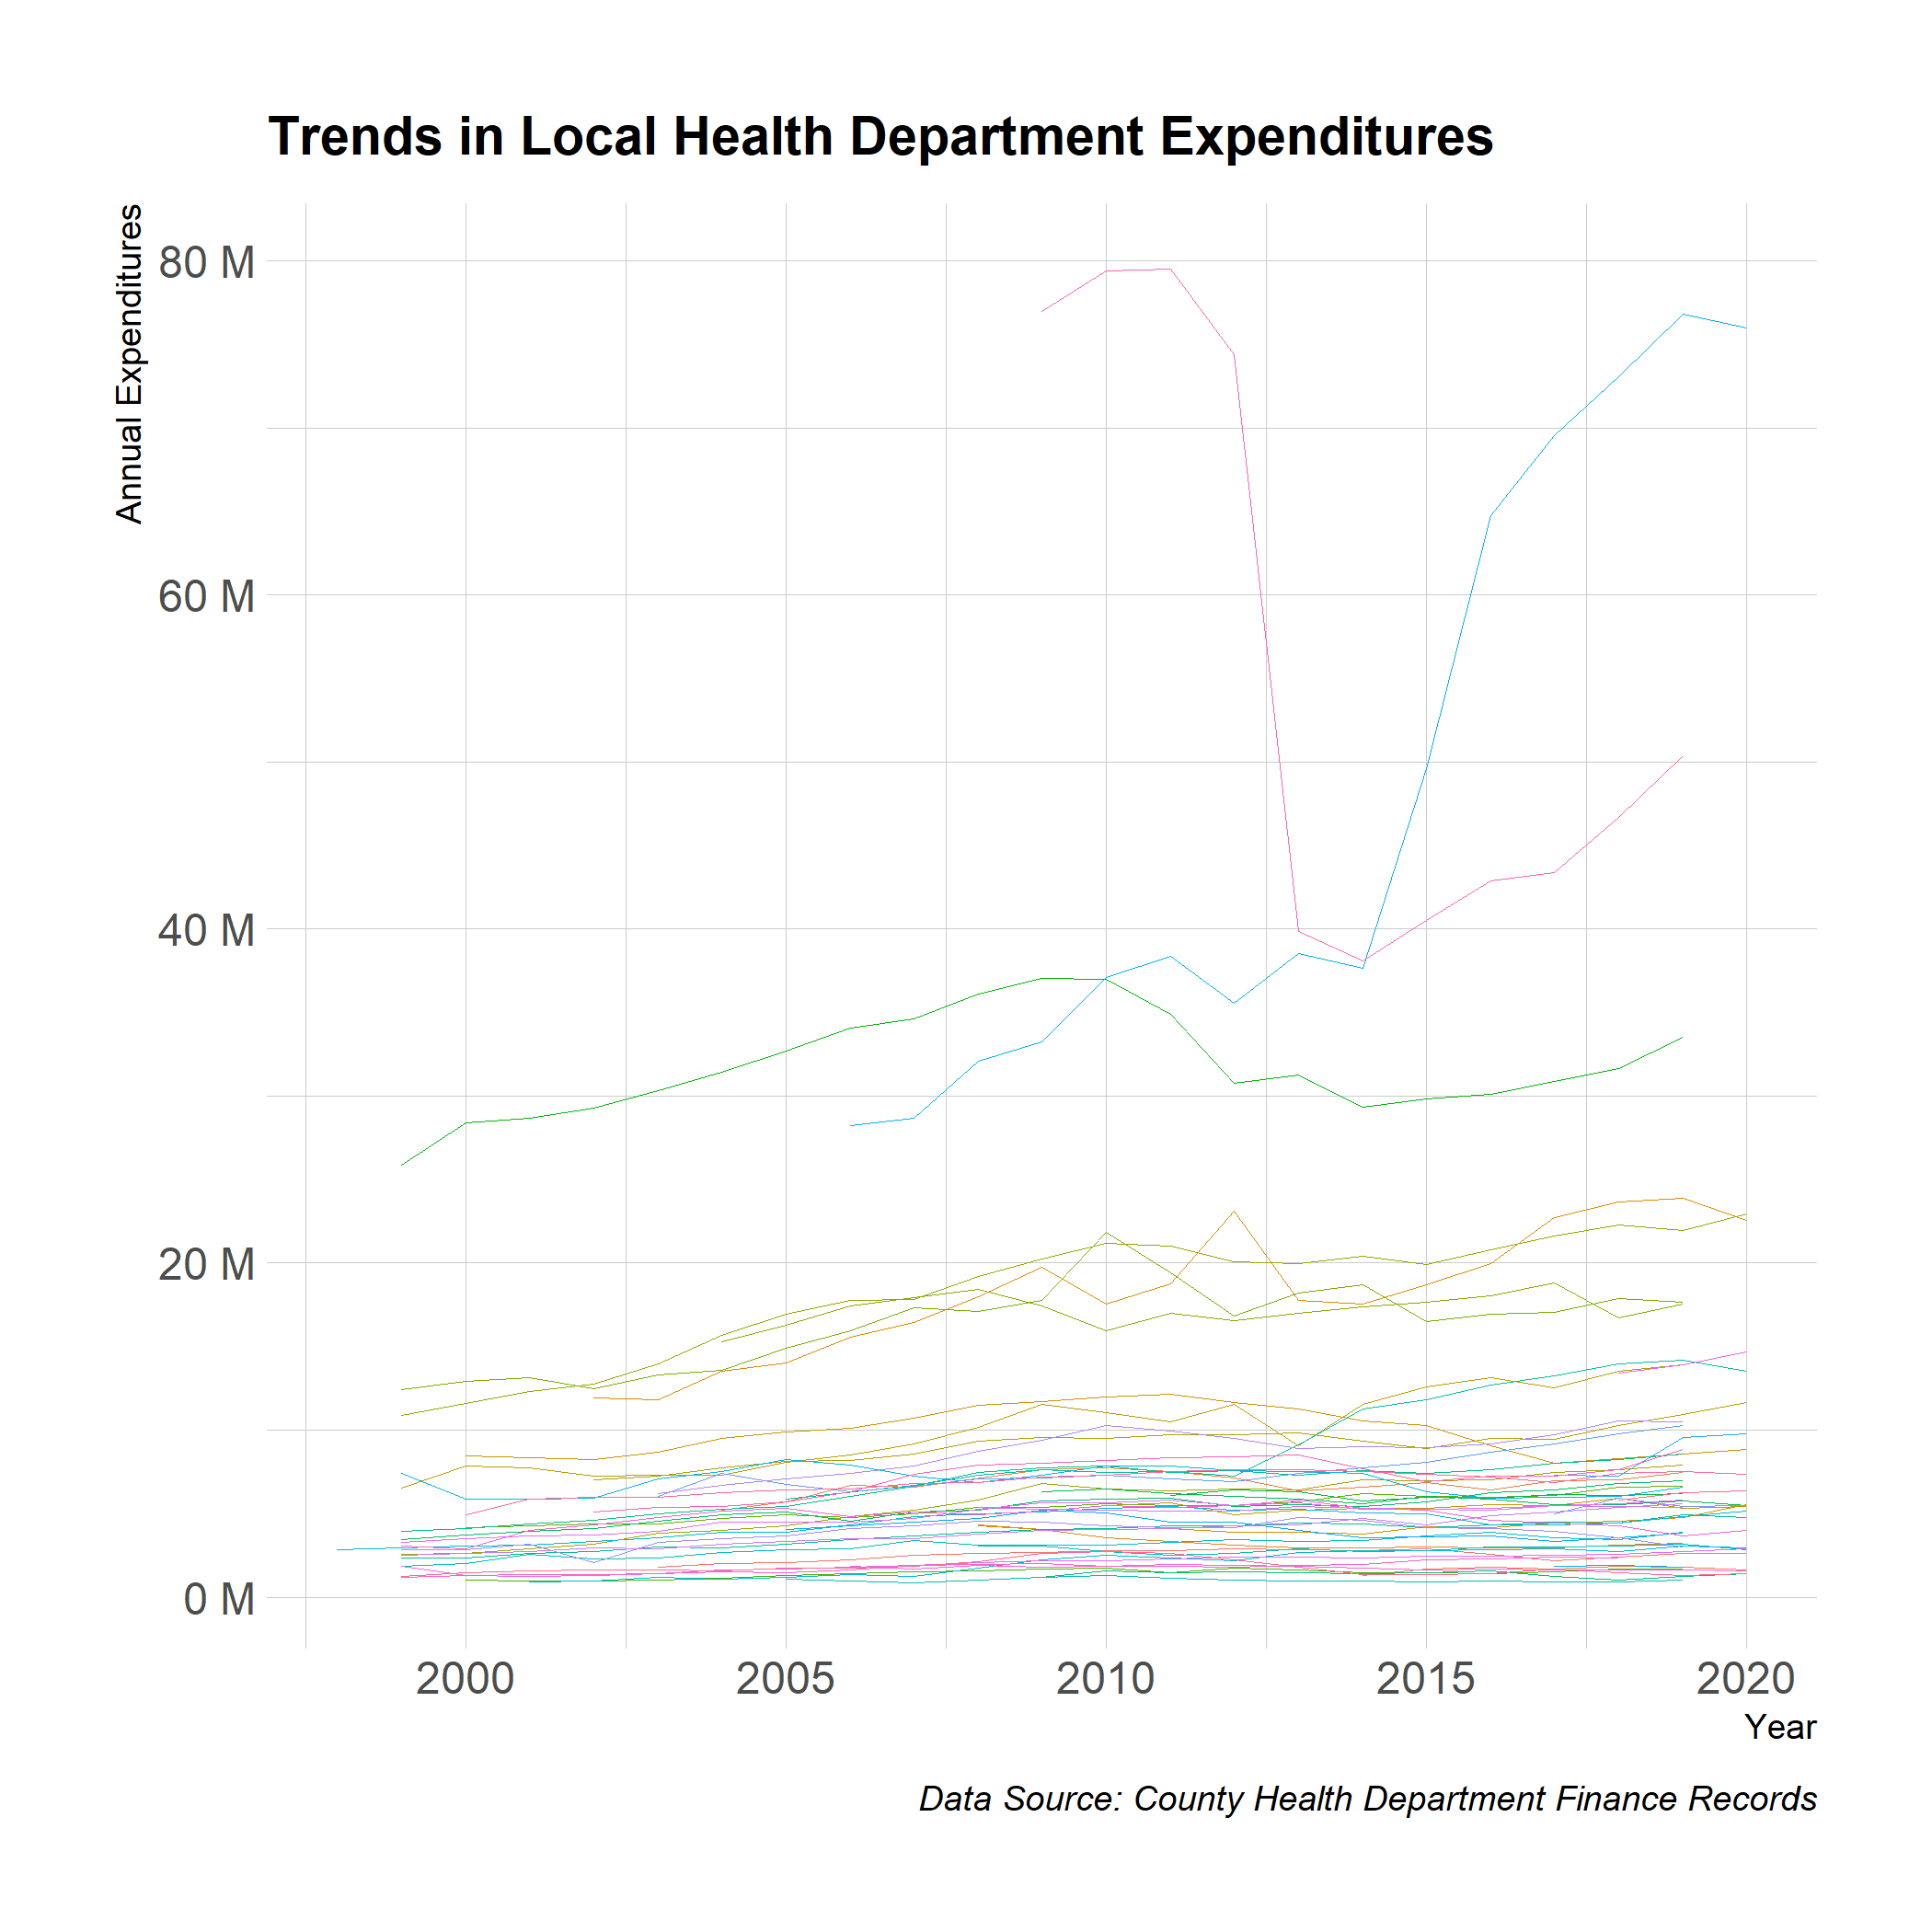 Trends in Local Health Department Expenditures
Annual Expenditures
80 M
60 M
40 M
20 M
0 M
2000
2005
2010
2015
2020
Year
Data Source: County Health Department Finance Records